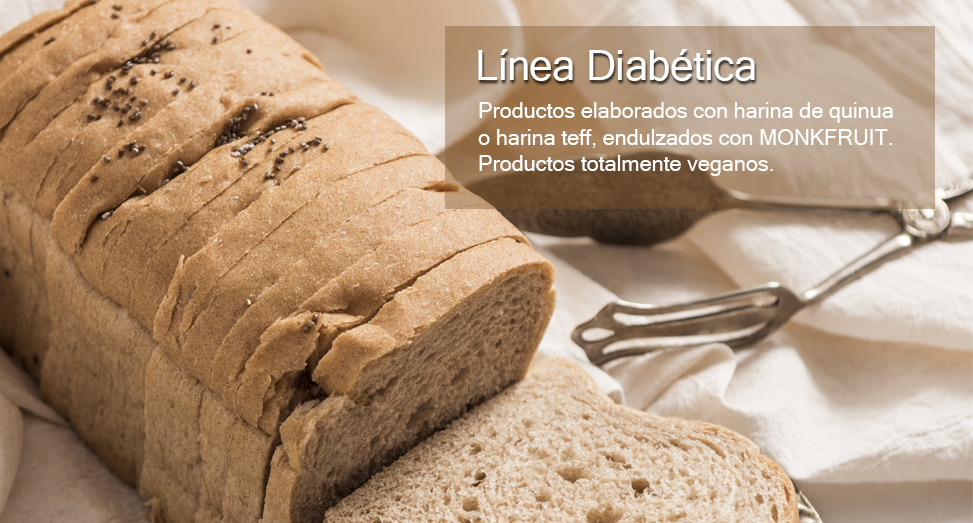 Línea Diabética
Productos elaborados con harina de quinua
o harina teff, endulzados con MONKFRUIT.
Productos totalmente veganos.